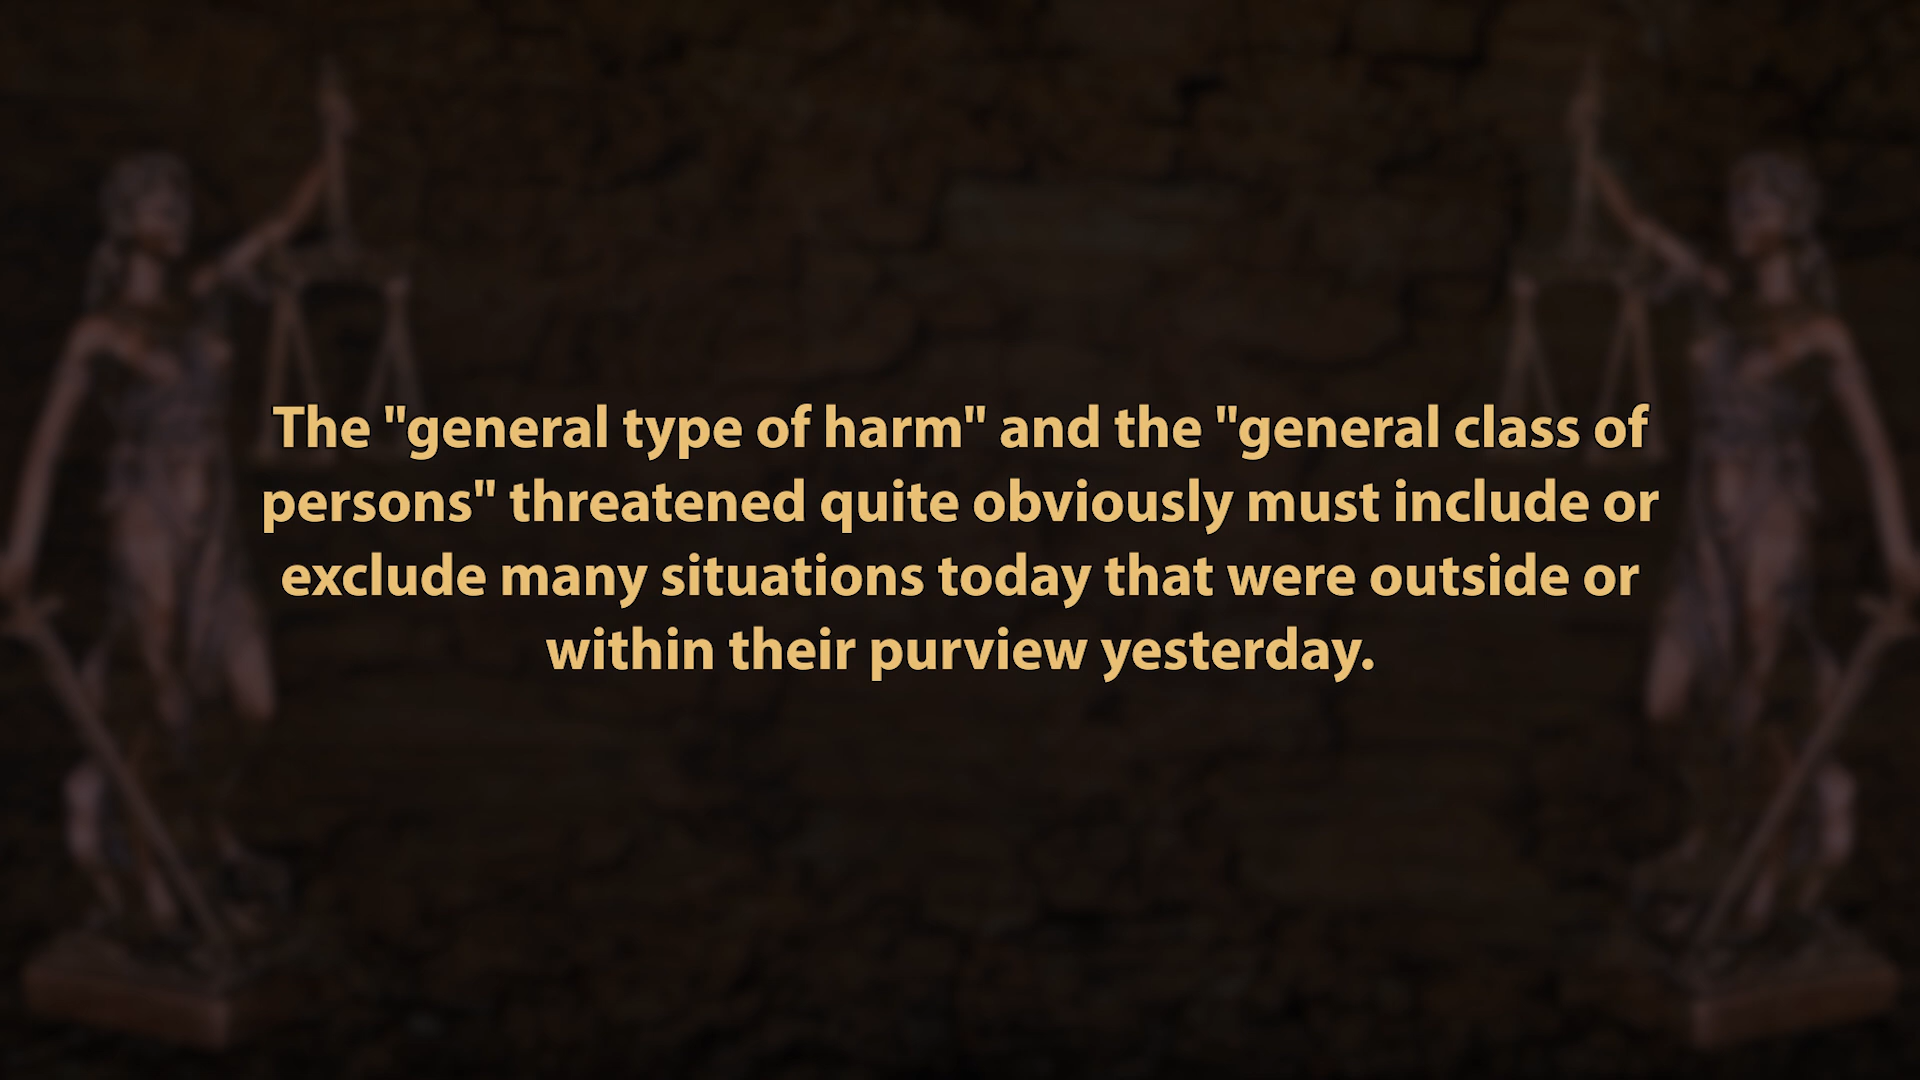 The "general type of harm" and the "general class of
persons" threatened quite obviously must include or
exclude many situations today that were outside or
within their purview yesterday.